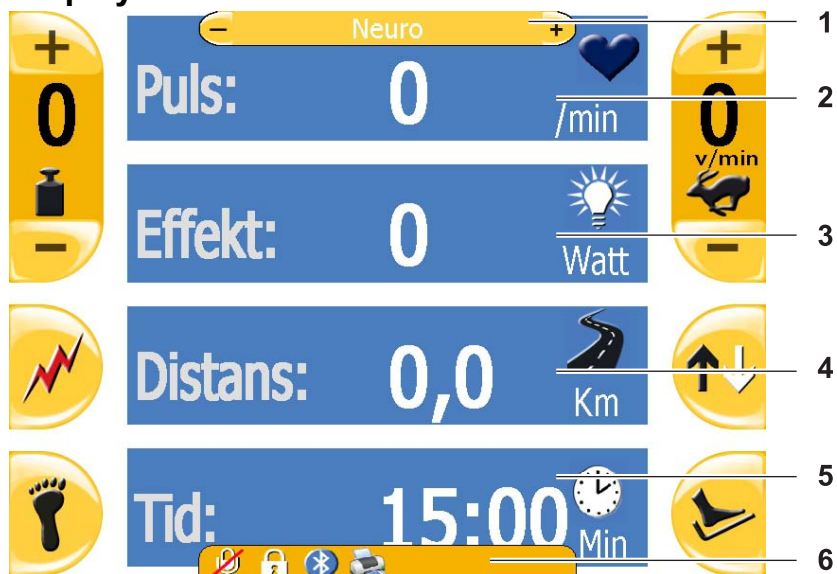 − Neuro +
+
0
−
Puls: 0 /min
+
0
v/min
−
Effekt: 0 Watt
Distans: 0,0 Km
Tid: 15:00 Min
1
2
3
4
5
6